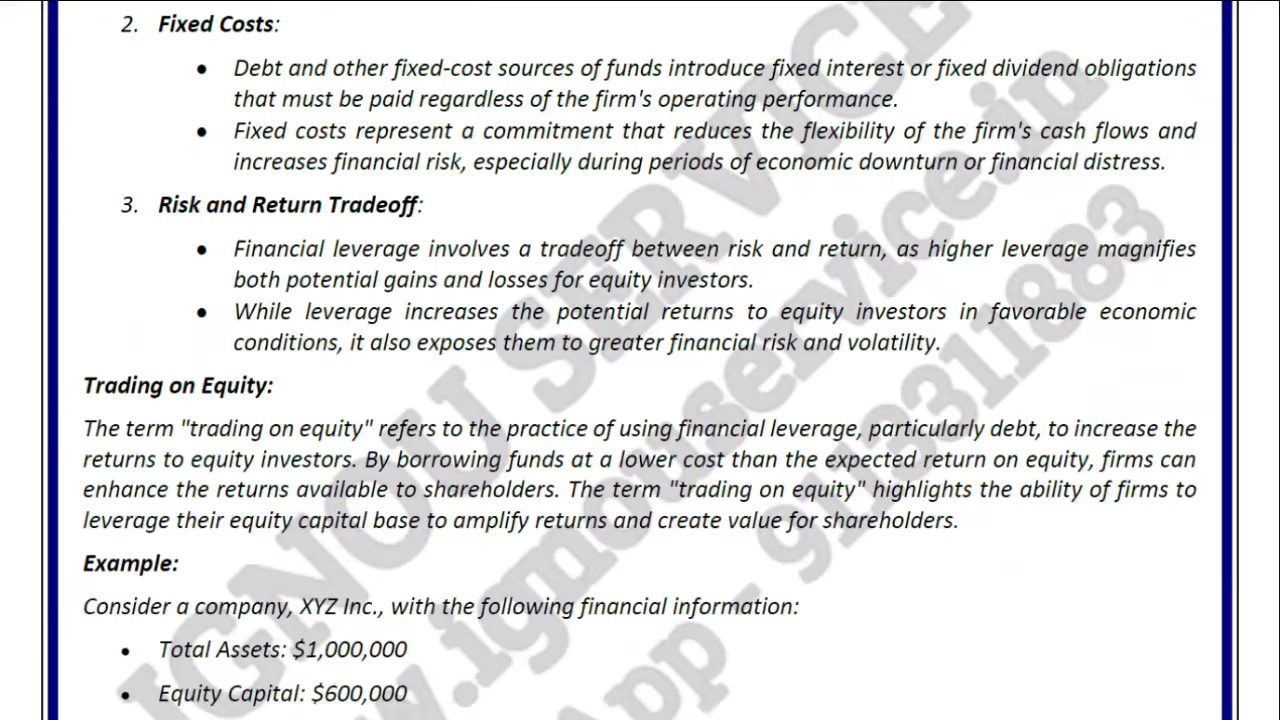 2. Fixed Costs:
• Debt and other fixed-cost sources of funds introduce fixed interest or fixed dividend obligations
that must be paid regardless of the firm's operating performance.
• Fixed costs represent a commitment that reduces the flexibility of the firm's cash flows and
increases financial risk, especially during periods of economic downturn or financial distress.
3. Risk and Return Tradeoff:
• Financial leverage involves a tradeoff between risk and return, as higher leverage magnifies
both potential gains and losses for equity investors.
• While leverage increases the potential returns to equity investors in favorable economic
conditions, it also exposes them to greater financial risk and volatility.
Trading on Equity:
The term "trading on equity" refers to the practice of using financial leverage, particularly debt, to increase the
returns to equity investors. By borrowing funds at a lower cost than the expected return on equity, firms can
enhance the returns available to shareholders. The term "trading on equity" highlights the ability of firms to
leverage their equity capital base to amplify returns and create value for shareholders.
Example:
Consider a company, XYZ Inc., with the following financial information:
• Total Assets: $1,000,000
• Equity Capital: $600,000
IGNOU SERVICE
w.ignouservice.in
App - 9113311883